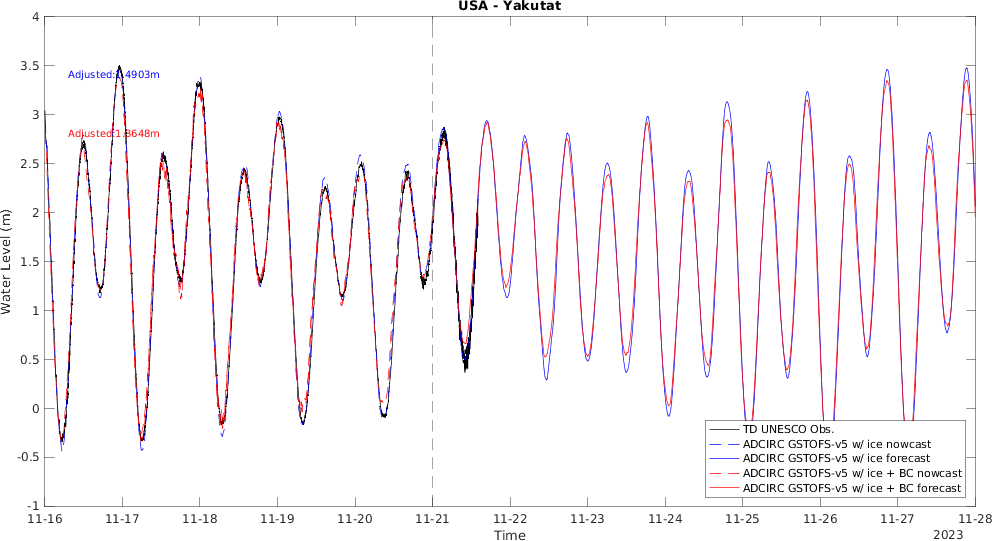 USA - Yakutat
4
3.5
3
2.5
2
1.5
1
0.5
0
-0.5
-1
Water Level (m)
Adjusted:
4903m
Adjusted:1.3648m
TD UNESCO Obs.
ADCIRC GSTOFS-v5 w/ ice nowcast
ADCIRC GSTOFS-v5 w/ ice forecast
ADCIRC GSTOFS-v5 w/ ice + BC nowcast
ADCIRC GSTOFS-v5 w/ ice + BC forecast
11-16 11-17 11-18 11-19 11-20 11-21 11-22 11-23 11-24 11-25 11-26 11-27 11-28
Time
2023